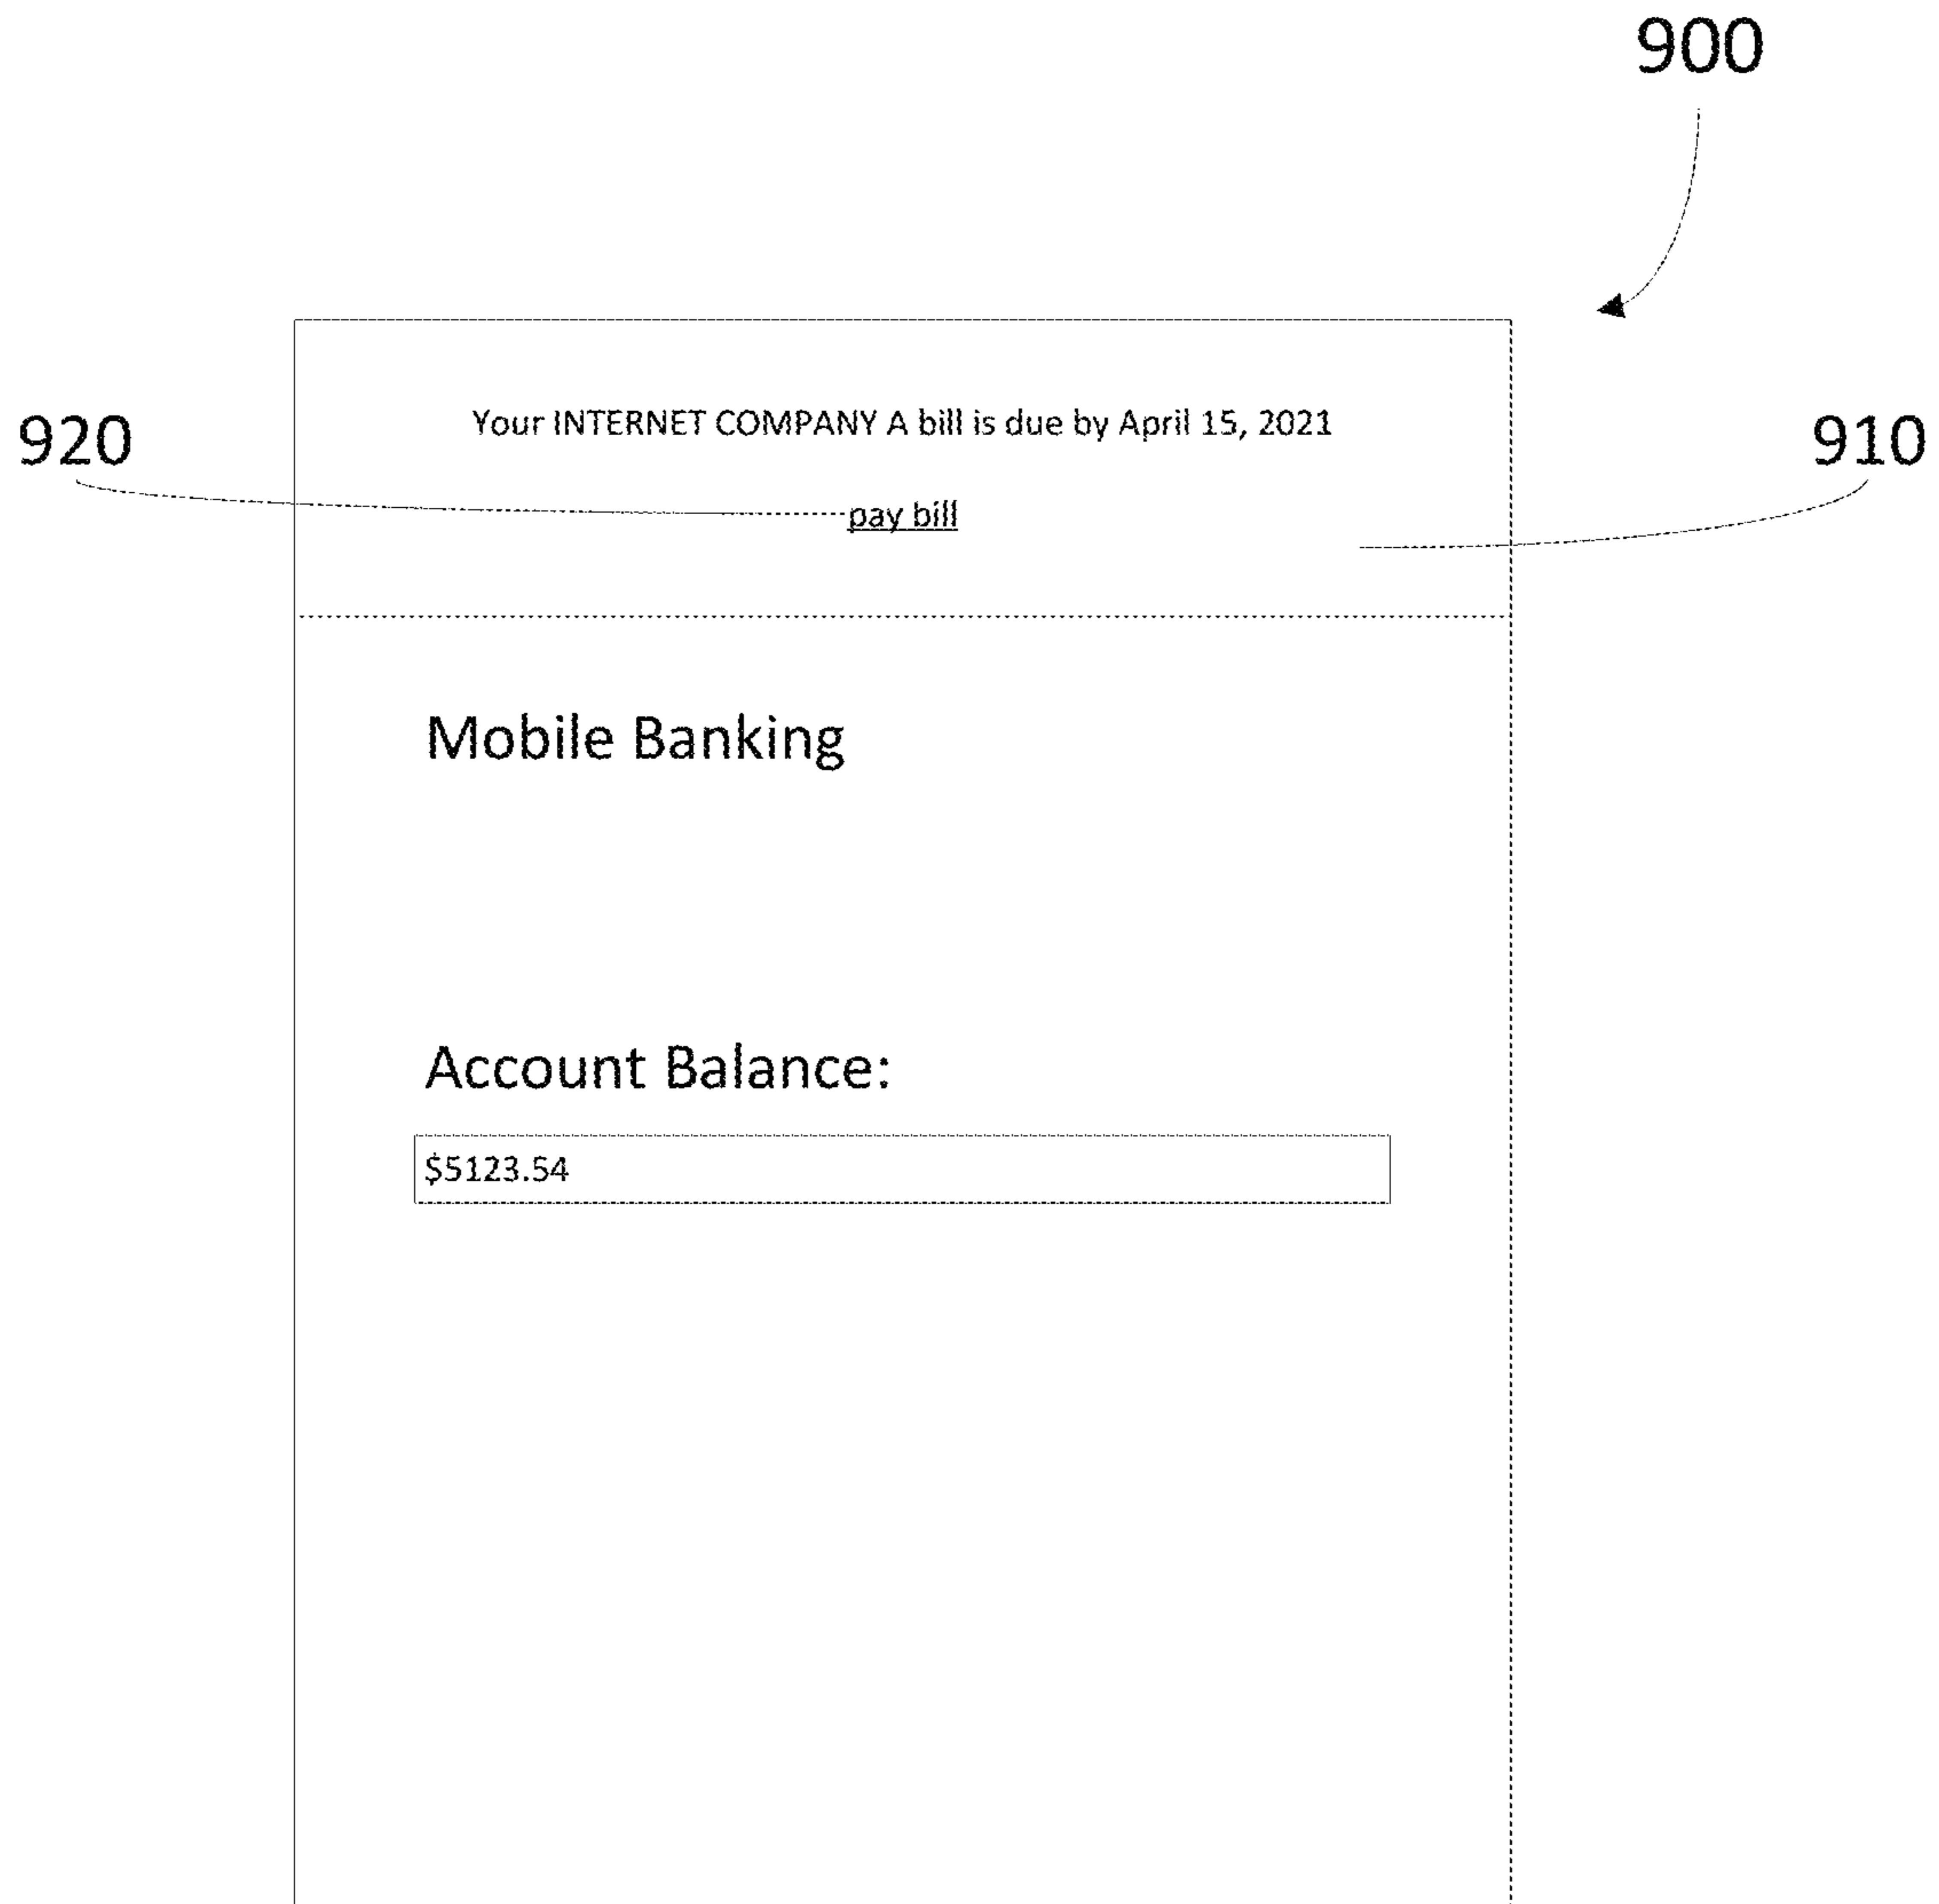 900
Your INTERNET COMPANY A bill is due by April 15, 2021
920
910
pay bill
Mobile Banking
Account Balance:
$5123.54